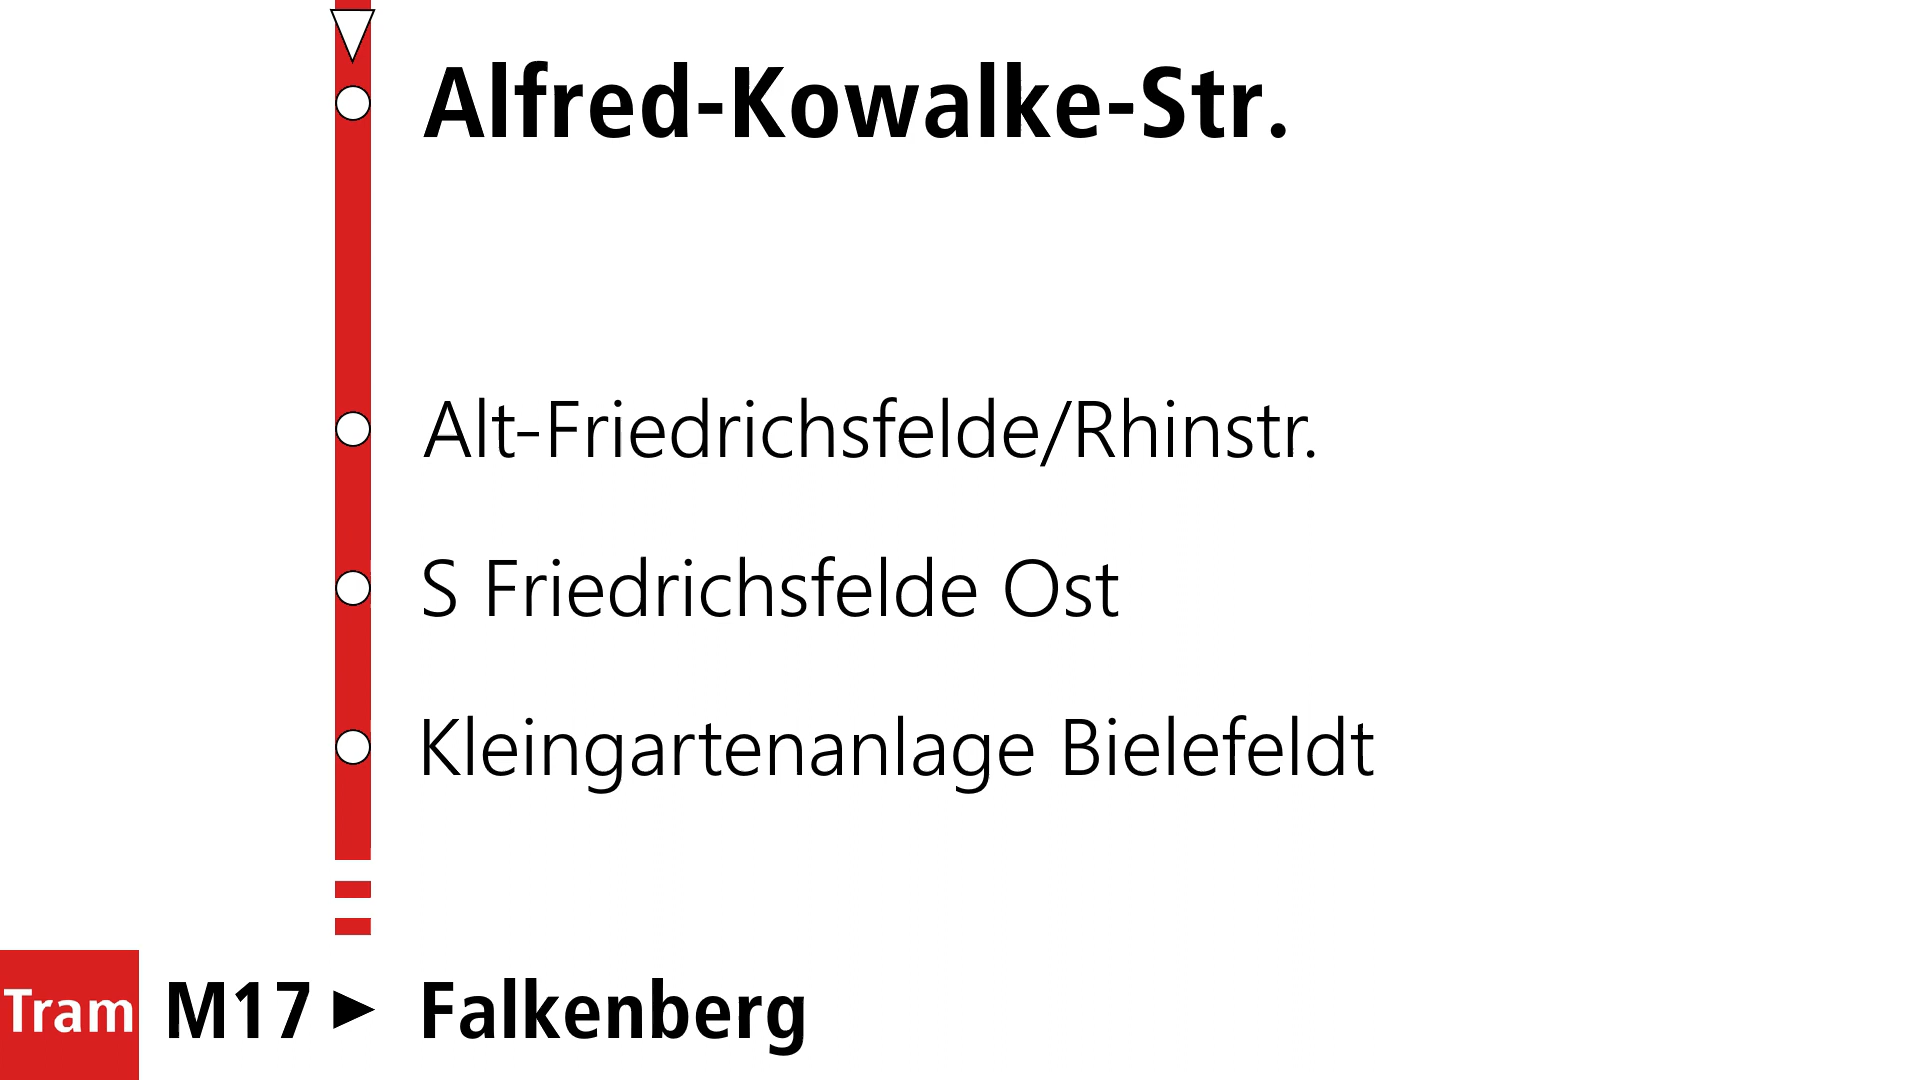 Alfred-Kowalke-Str.
Alt-Friedrichsfelde/Rhinstr.
S Friedrichsfelde Ost
Kleingartenanlage Bielefeldt
Tram M17 ► Falkenberg